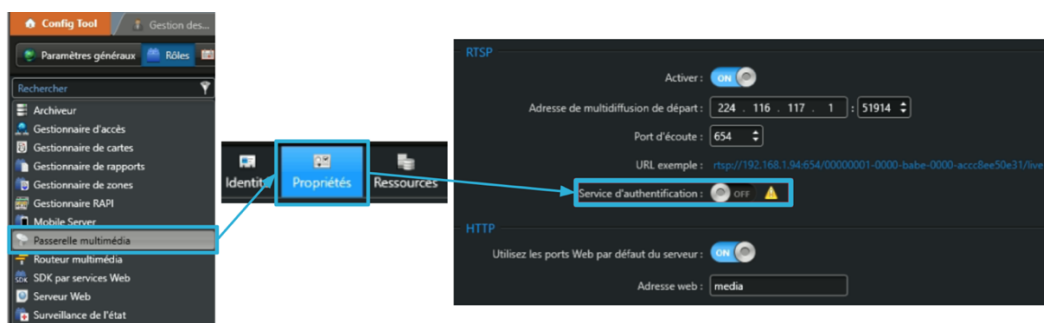 Config Tool
Gestion des...
Paramètres généraux
Rôles
Rechercher
Archiveur
Gestionnaire d'accès
Gestionnaire de cartes
Gestionnaire de rapports
Gestionnaire de zones
Gestionnaire RAPI
Mobile Server
Passerelle multimédia
Routeur multimédia
SDK par services Web
Serveur Web
Surveillance de l'état
Identité
Propriétés
Ressources
RTSP
Activer : ON
Adresse de multidiffusion de départ : 224 . 116 . 117 . 1 : 51914
Port d'écoute : 654
URL exemple : rtsp://192.168.1.94:654/00000001-0000-babe-0000-accc8ee50e31/live
Service d'authentification : OFF
HTTP
Utilisez les ports Web par défaut du serveur : ON
Adresse web : media